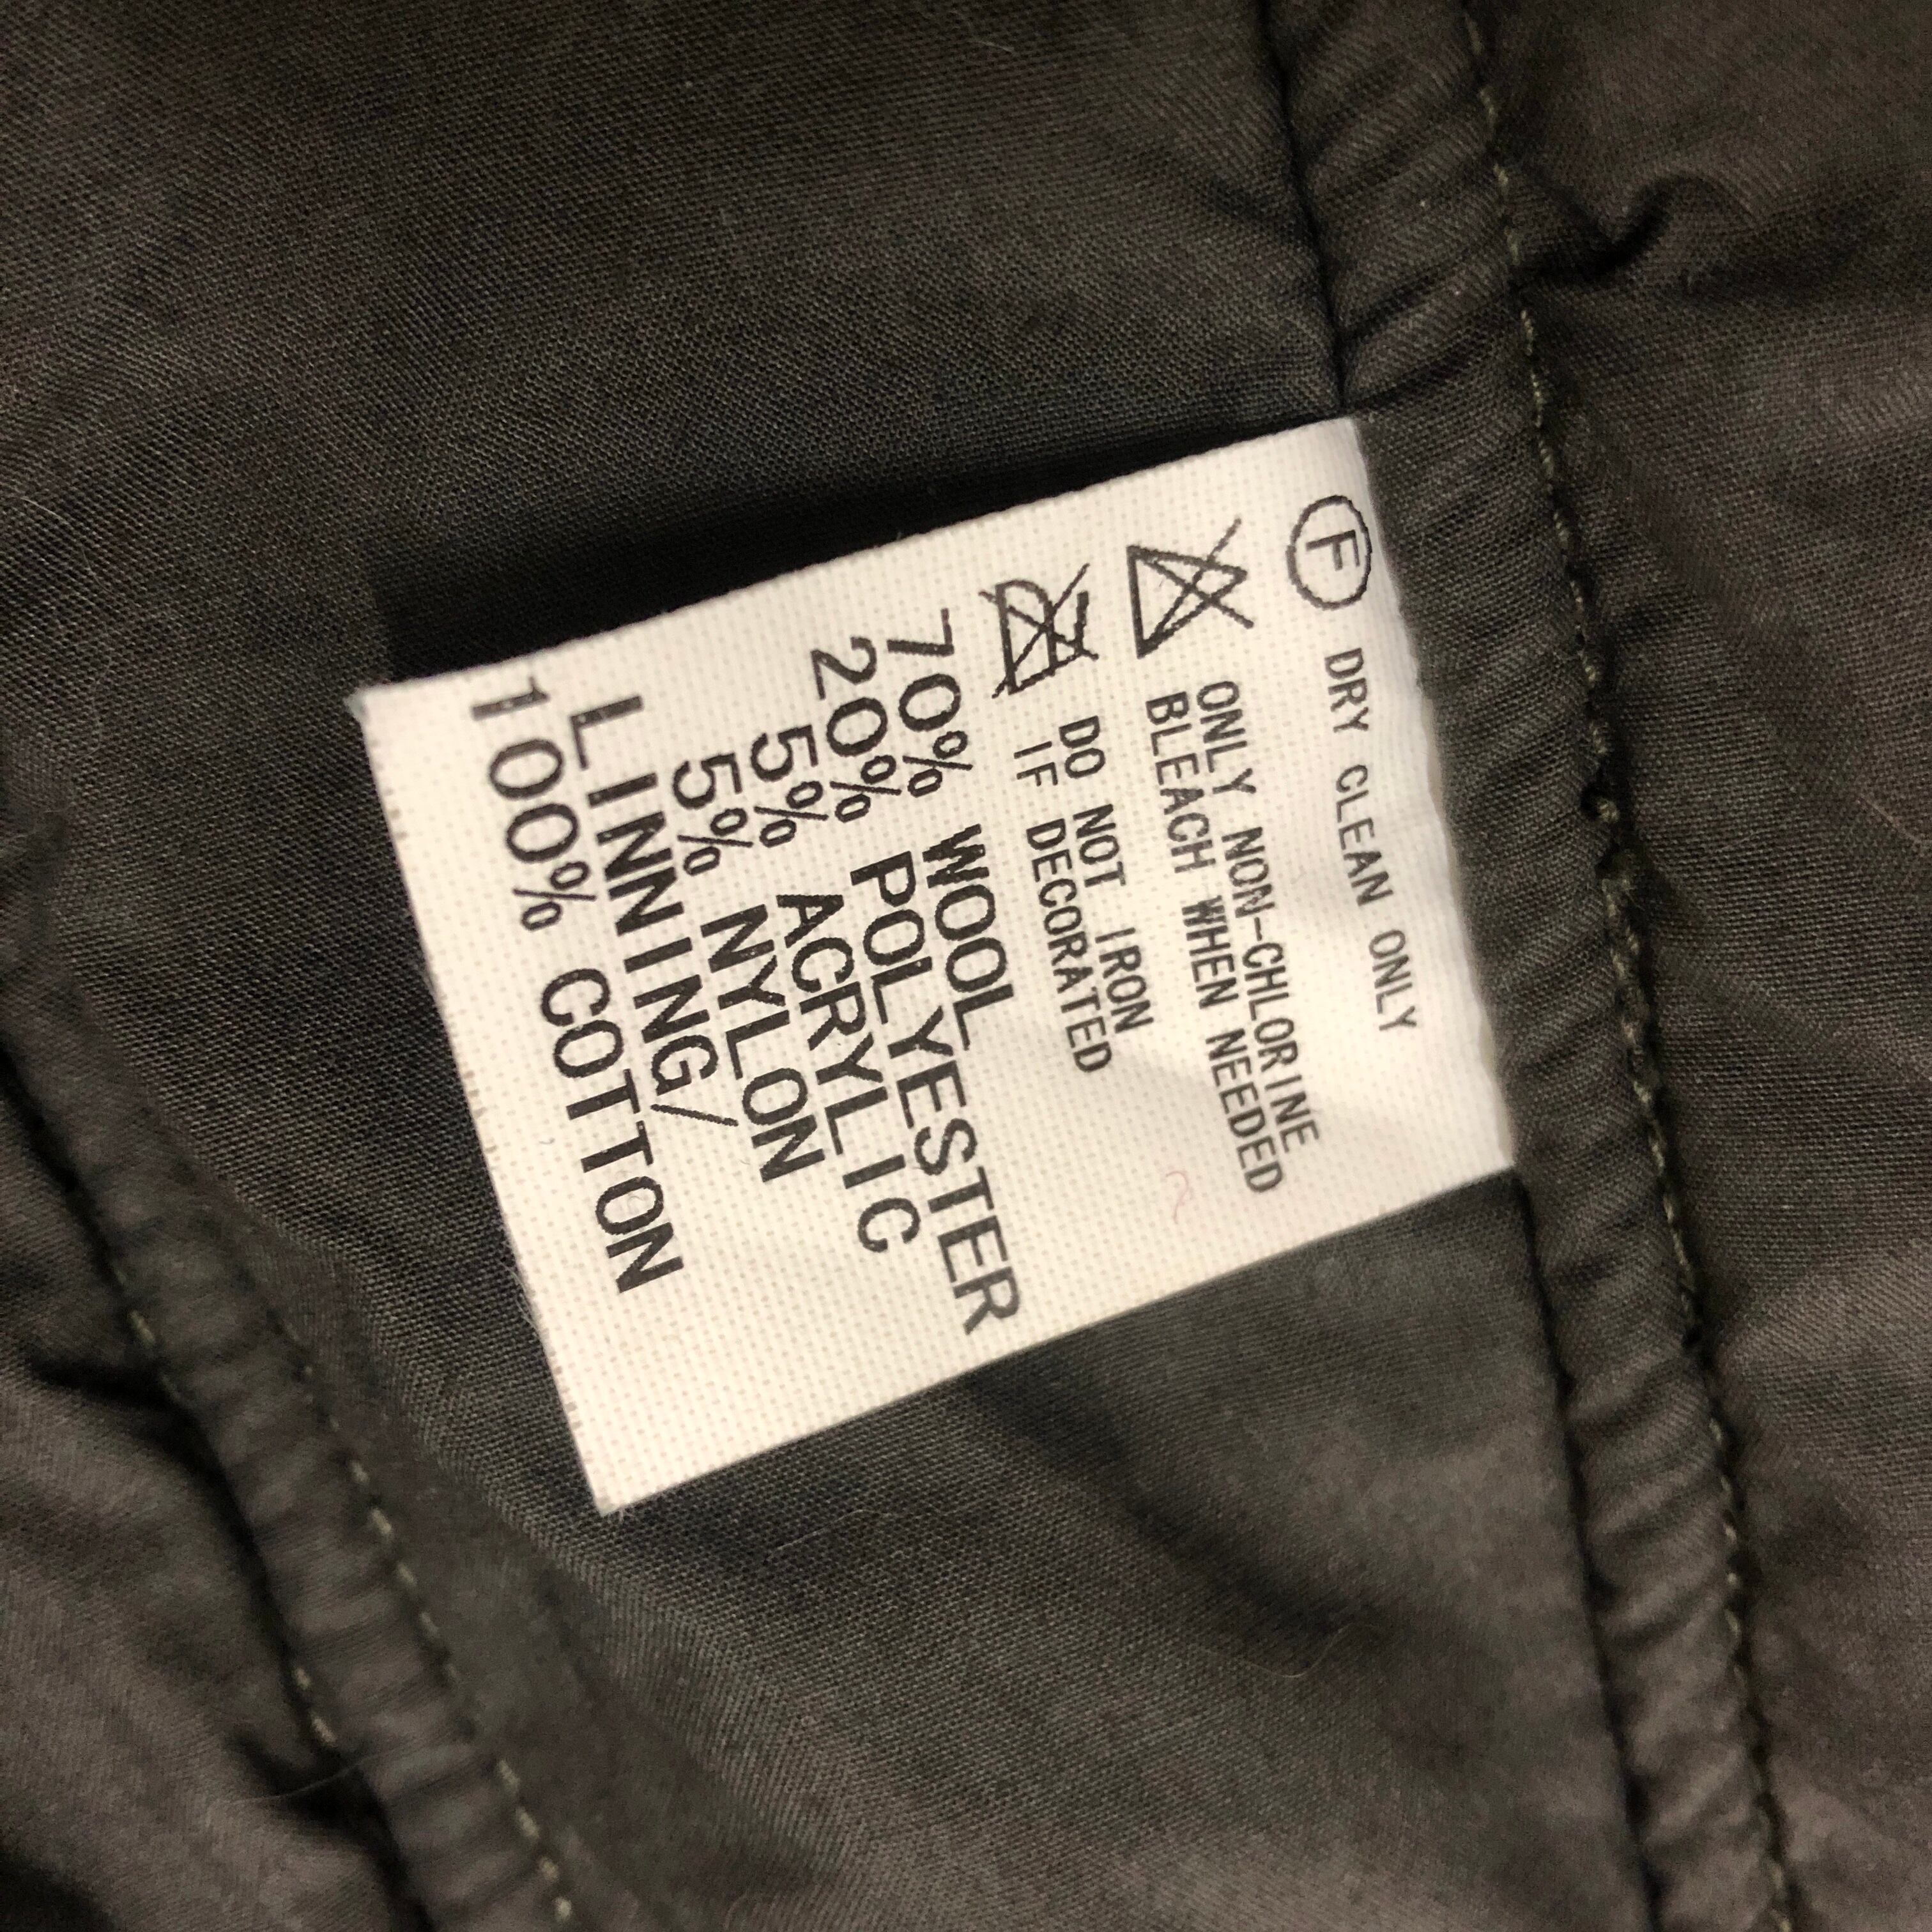 F DRY CLEAN ONLY
ONLY NON-CHLORINE
BLEACH WHEN NEEDED
DO NOT IRON
IF DECORATED
70% WOOL
20% POLYESTER
5% ACRYLIC
5% NYLON
LINNING/
100% COTTON